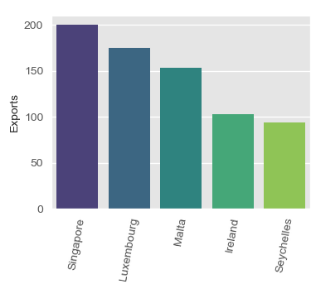 200
150
100
50
0
Exports
Singapore
Luxembourg
Malta
Ireland
Seychelles